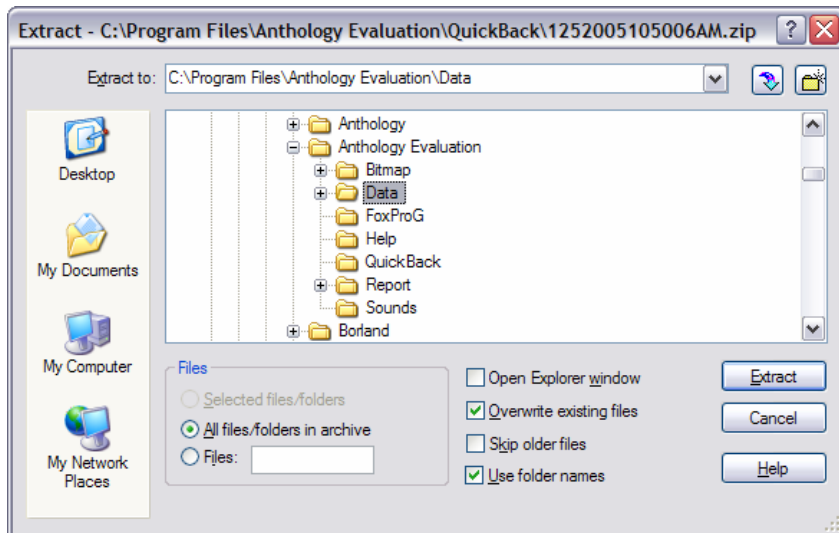 Extract - C:\Program Files\Anthology Evaluation\QuickBack\1252005105006AM.zip
Extract to: C:\Program Files\Anthology Evaluation\Data
Desktop
My Documents
My Computer
My Network
Places
Anthology
Anthology Evaluation
Bitmap
Data
FoxProG
Help
QuickBack
Report
Sounds
Borland
Files
Selected files/folders
All files/folders in archive
Files:
Open Explorer window
Overwrite existing files
Skip older files
Use folder names
Extract
Cancel
Help